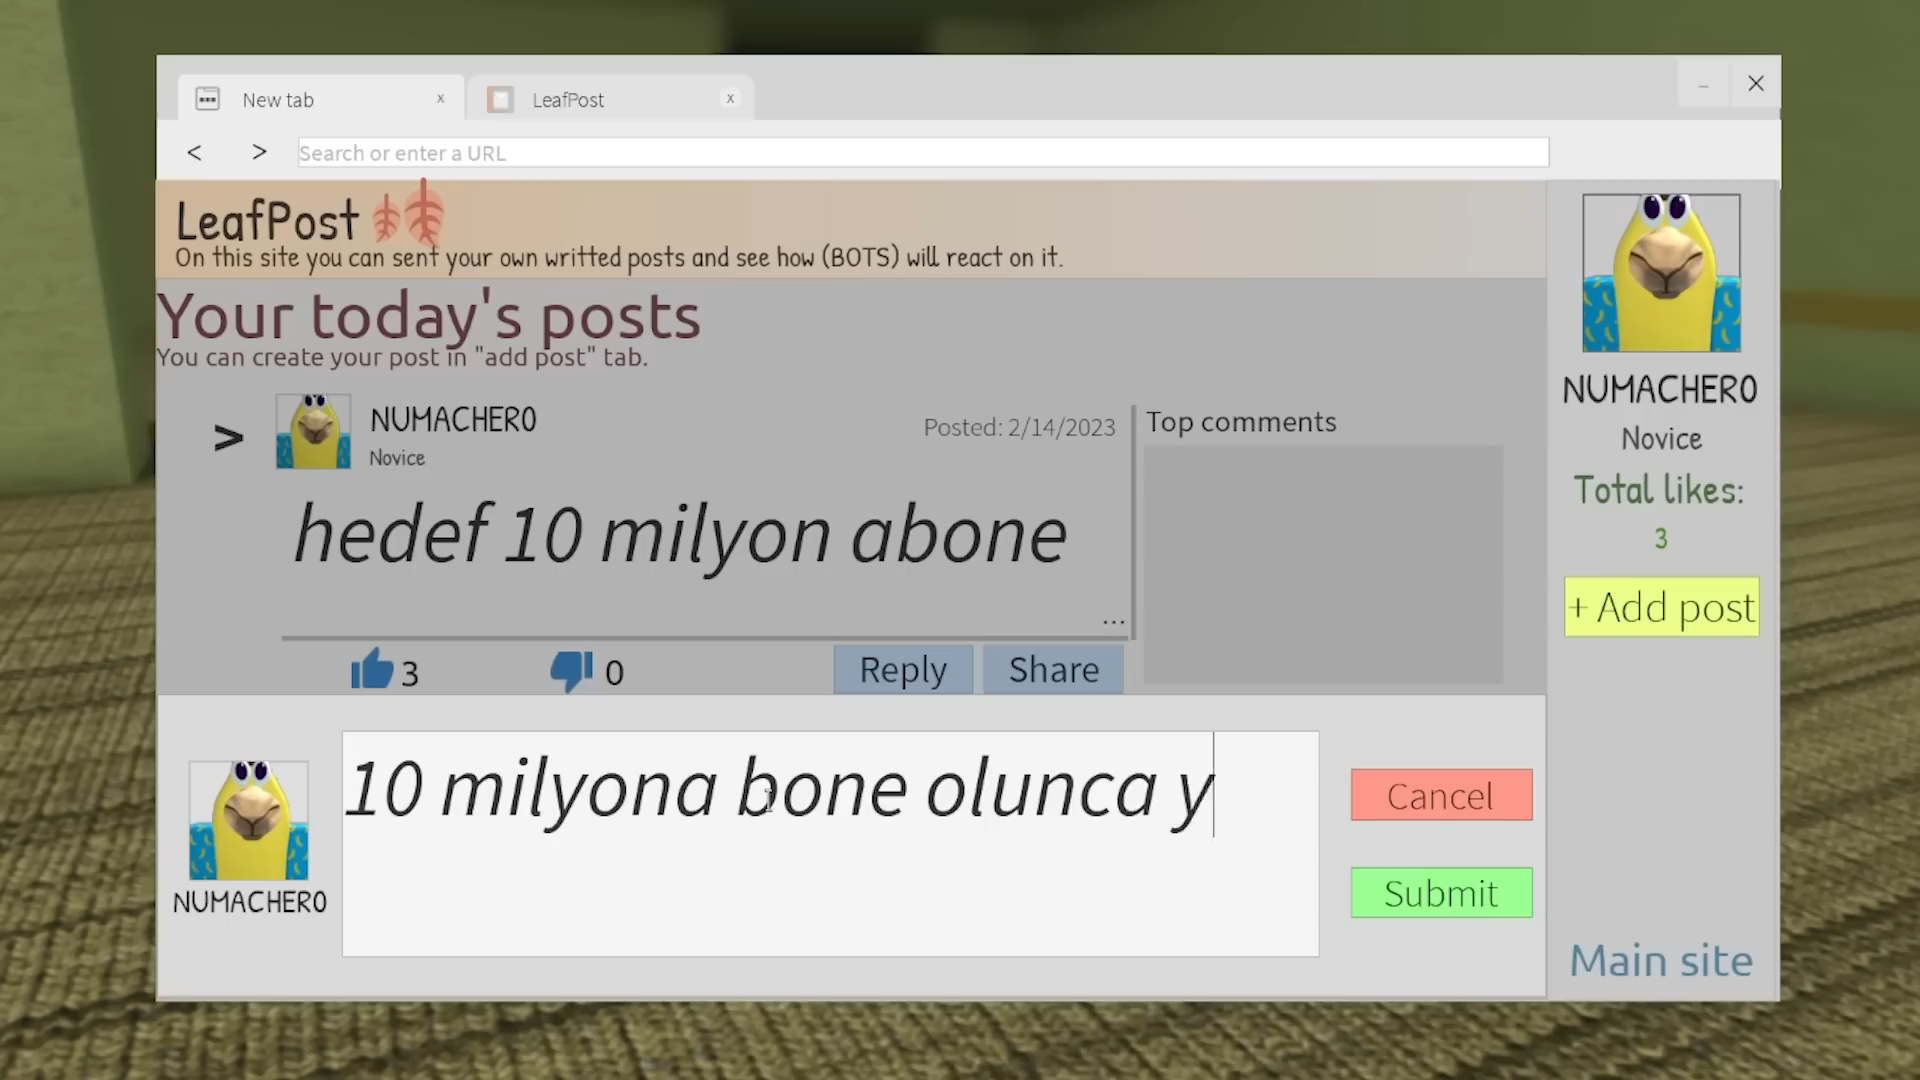 New tab
x
LeafPost
x
-
×
<
>
Search or enter a URL
LeafPost
On this site you can sent your own writted posts and see how (BOTS) will react on it.
Your today's posts
You can create your post in "add post" tab.
>
NUMACHERO
Novice
Posted: 2/14/2023
hedef 10 milyon abone
...
3
0
Reply
Share
Top comments
NUMACHERO
Novice
Total likes:
3
+ Add post
10 milyona bone olunca y
NUMACHERO
Cancel
Submit
Main site